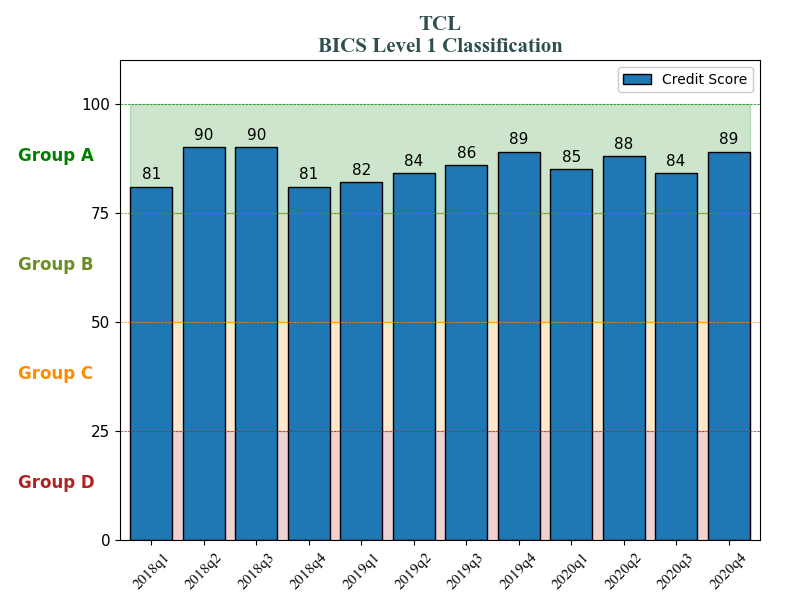 TCL
BICS Level 1 Classification
Credit Score
100
75
50
25
0
Group A
Group B
Group C
Group D
81
90
90
81
82
84
86
89
85
88
84
89
2018q1
2018q2
2018q3
2018q4
2019q1
2019q2
2019q3
2019q4
2020q1
2020q2
2020q3
2020q4